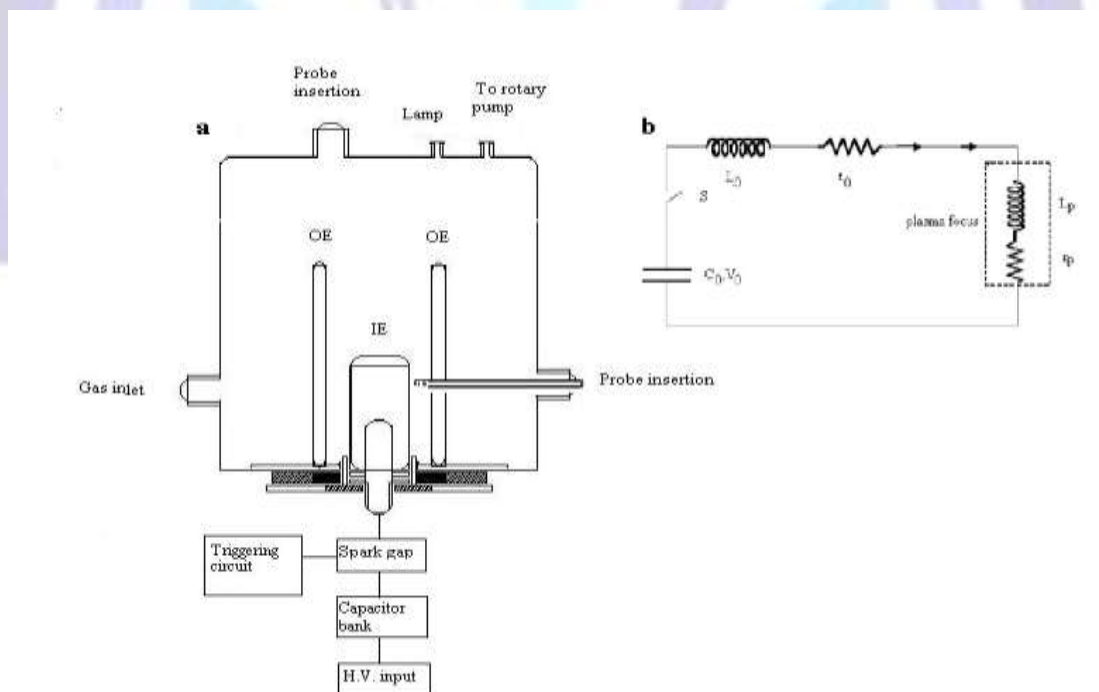 Probe
insertion
Lamp
To rotary
pump
a
OE
OE
IE
Gas inlet
Probe insertion
Triggering
circuit
Spark gap
Capacitor
bank
H.V. input
b
L₀
r₀
S
C₀,V₀
plasma focus
Lp
rp